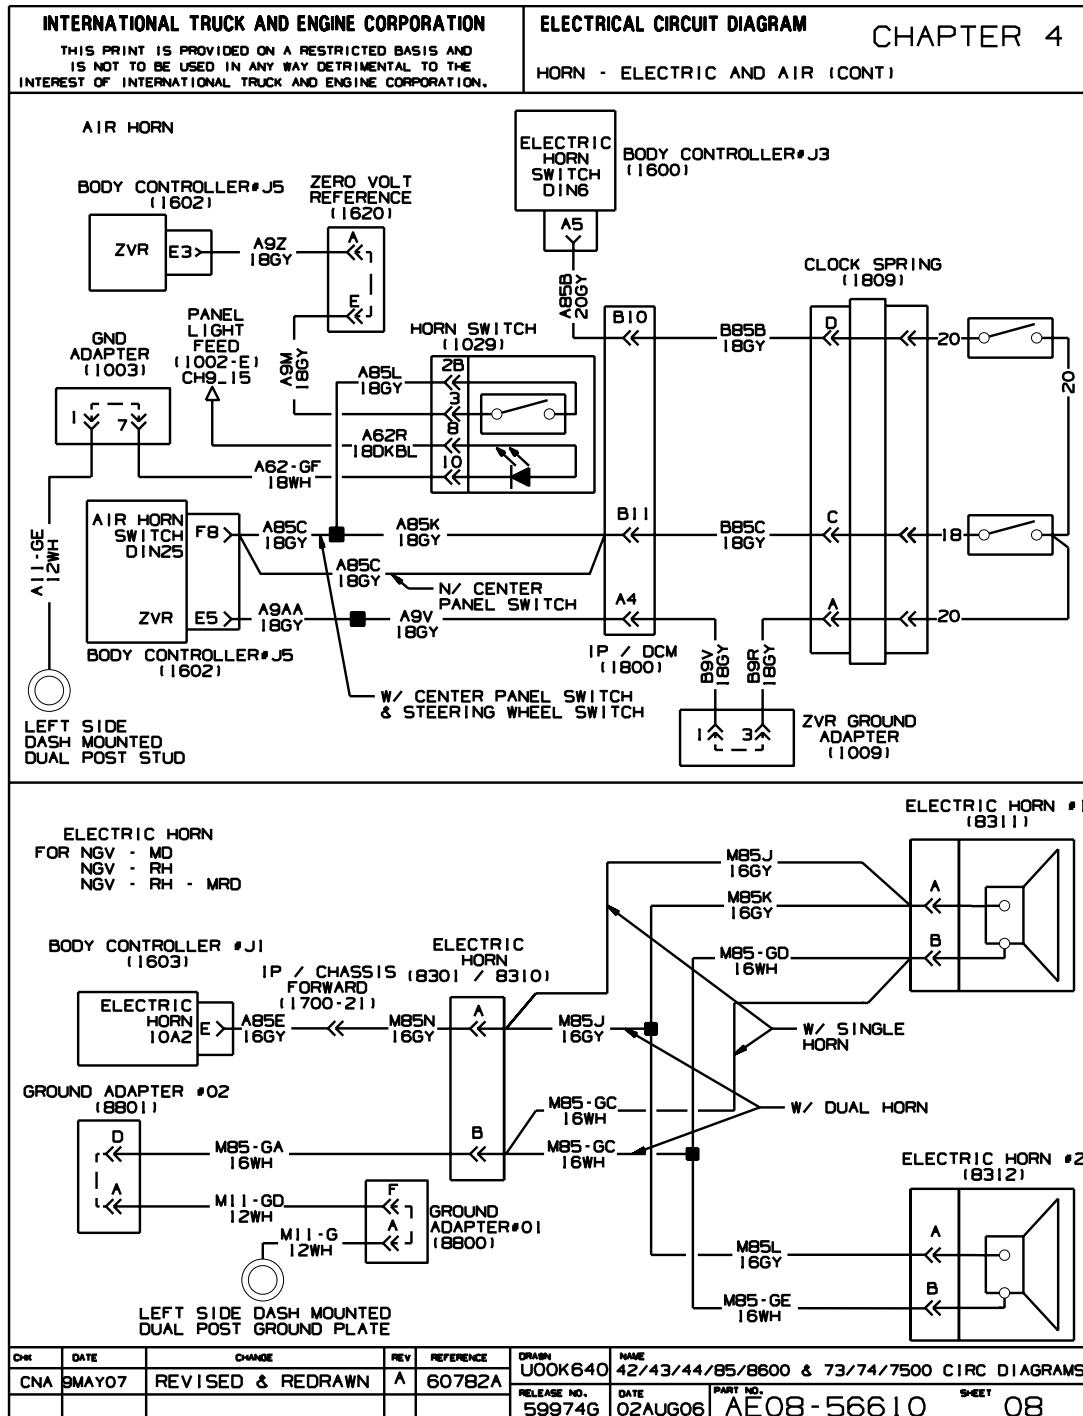 INTERNATIONAL TRUCK AND ENGINE CORPORATION
THIS PRINT IS PROVIDED ON A RESTRICTED BASIS AND
IS NOT TO BE USED IN ANY WAY DETRIMENTAL TO THE
INTEREST OF INTERNATIONAL TRUCK AND ENGINE CORPORATION.
ELECTRICAL CIRCUIT DIAGRAM
CHAPTER 4
HORN - ELECTRIC AND AIR (CONT)
AIR HORN
ELECTRIC
HORN
SWITCH
DIN6
BODY CONTROLLER#J3
(1600)
A5
BODY CONTROLLER#J5
(1602)
ZVR
E3
A9Z
18GY
ZERO VOLT
REFERENCE
(1620)
A
E
A85B
20GY
CLOCK SPRING
(1809)
PANEL
LIGHT
FEED
(1002-E)
CH9_15
GND
ADAPTER
(1003)
1
7
A9M
18GY
HORN SWITCH
(1029)
2B
3
8
10
A85L
18GY
A62R
18DKBL
A62-GF
18WH
B10
B85B
18GY
D
20
20
A11-GE
12WH
AIR HORN
SWITCH
DIN25
F8
A85C
18GY
A85K
18GY
B11
B85C
18GY
C
18
A85C
18GY
N/ CENTER
PANEL SWITCH
ZVR
E5
A9AA
18GY
A9V
18GY
A4
A
20
BODY CONTROLLER#J5
(1602)
IP / DCM
(1800)
B9V
18GY
B9R
18GY
W/ CENTER PANEL SWITCH
& STEERING WHEEL SWITCH
LEFT SIDE
DASH MOUNTED
DUAL POST STUD
1
3
ZVR GROUND
ADAPTER
(1009)
ELECTRIC HORN
FOR NGV - MD
NGV - RH
NGV - RH - MRD
ELECTRIC HORN #1
(8311)
A
B
M85J
16GY
M85K
16GY
M85-GD
16WH
BODY CONTROLLER #J1
(1603)
ELECTRIC
HORN
10A2
E
A85E
16GY
IP / CHASSIS
FORWARD
(1700-21)
M85N
16GY
ELECTRIC
HORN
(8301 / 8310)
A
B
M85J
16GY
W/ SINGLE
HORN
GROUND ADAPTER #02
(8801)
D
A
M85-GA
16WH
M85-GC
16WH
M85-GC
16WH
W/ DUAL HORN
M11-GD
12WH
M11-G
12WH
F
A
GROUND
ADAPTER#01
(8800)
LEFT SIDE DASH MOUNTED
DUAL POST GROUND PLATE
ELECTRIC HORN #2
(8312)
A
B
M85L
16GY
M85-GE
16WH
CHK DATE CHANGE REV REFERENCE
CNA 9MAY07 REVISED & REDRAWN A 60782A
DRAWN
U00K640
NAME
42/43/44/85/8600 & 73/74/7500 CIRC DIAGRAMS
RELEASE NO.
59974G
DATE
02AUG06
PART NO.
AE08-56610
SHEET
08